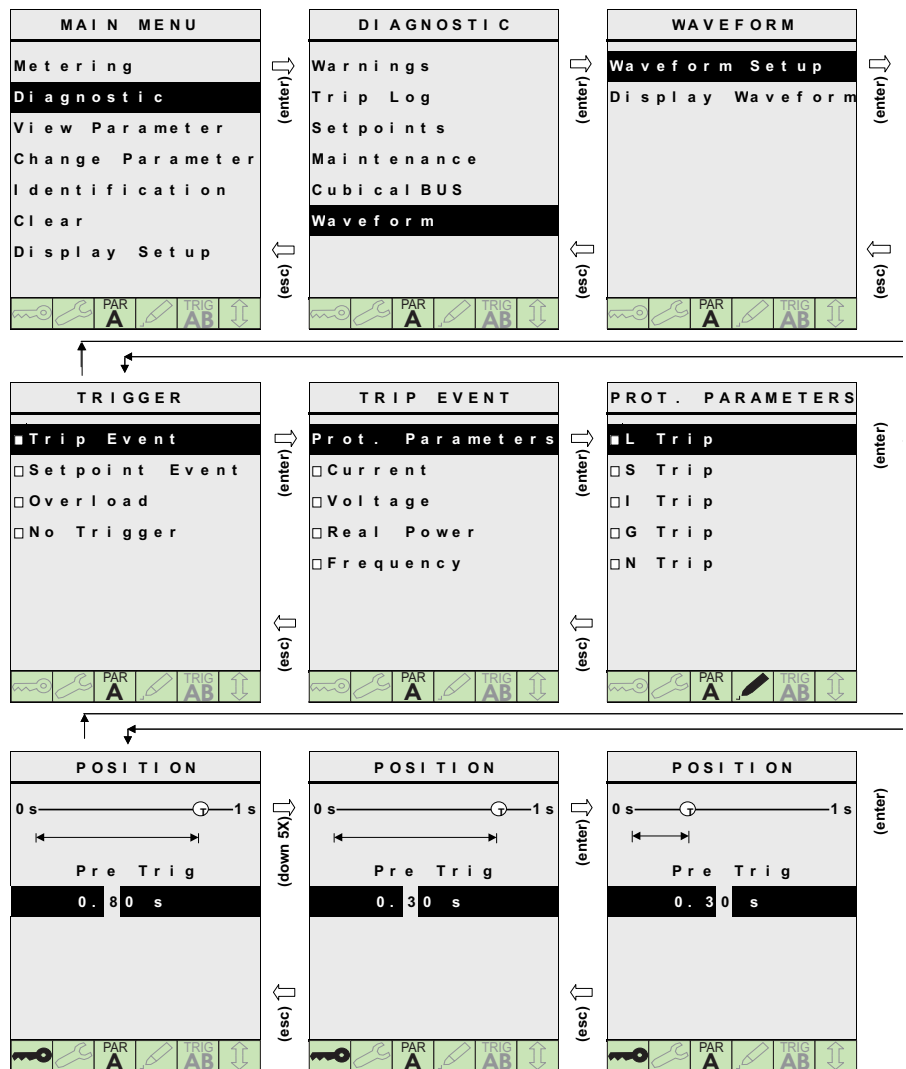 MAIN MENU
Metering
Diagnostic
View Parameter
Change Parameter
Identification
Clear
Display Setup
PAR
A
TRIG
AB
(enter)
(esc)
DIAGNOSTIC
Warnings
Trip Log
Setpoints
Maintenance
Cubical BUS
Waveform
PAR
A
TRIG
AB
(enter)
(esc)
WAVEFORM
Waveform Setup
Display Waveform
PAR
A
TRIG
AB
(enter)
(esc)
TRIGGER
Trip Event
Setpoint Event
Overload
No Trigger
PAR
A
TRIG
AB
(enter)
(esc)
TRIP EVENT
Prot. Parameters
Current
Voltage
Real Power
Frequency
PAR
A
TRIG
AB
(enter)
(esc)
PROT. PARAMETERS
L Trip
S Trip
I Trip
G Trip
N Trip
PAR
A
TRIG
AB
(enter)
POSITION
0 s T 1 s
Pre Trig
0.80 s
PAR
A
TRIG
AB
(down 5X)
(esc)
POSITION
0 s T 1 s
Pre Trig
0.30 s
PAR
A
TRIG
AB
(enter)
(esc)
POSITION
0 s T 1 s
Pre Trig
0.30 s
PAR
A
TRIG
AB
(enter)